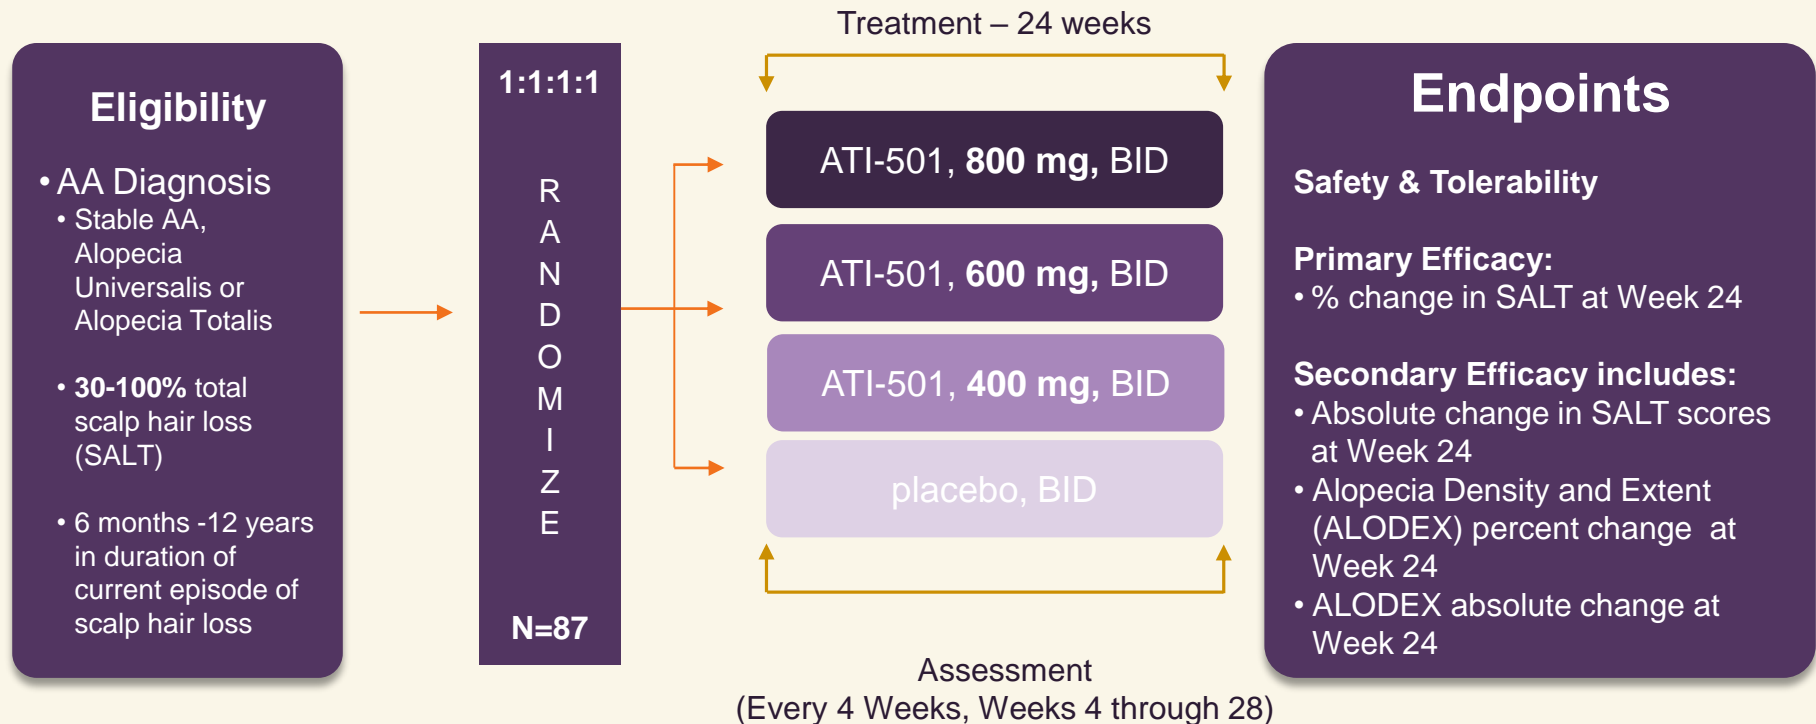 Treatment – 24 weeks
Eligibility
• AA Diagnosis
• Stable AA,
Alopecia
Universalis or
Alopecia Totalis
• 30-100% total
scalp hair loss
(SALT)
• 6 months -12 years
in duration of
current episode of
scalp hair loss
1:1:1:1
R
A
N
D
O
M
I
Z
E
N=87
ATI-501, 800 mg, BID
ATI-501, 600 mg, BID
ATI-501, 400 mg, BID
placebo, BID
Assessment
(Every 4 Weeks, Weeks 4 through 28)
Endpoints
Safety & Tolerability
Primary Efficacy:
• % change in SALT at Week 24
Secondary Efficacy includes:
• Absolute change in SALT scores
at Week 24
• Alopecia Density and Extent
(ALODEX) percent change at
Week 24
• ALODEX absolute change at
Week 24